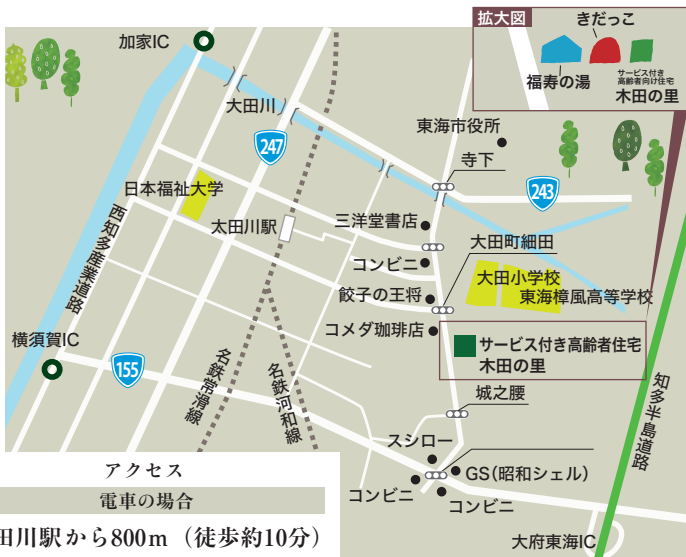 拡大図
きだっこ
福寿の湯
サービス付き
高齢者向け住宅
木田の里
加家IC
大田川
247
東海市役所
寺下
243
日本福祉大学
太田川駅
三洋堂書店
大田町細田
コンビニ
大田小学校
東海樟風高等学校
餃子の王将
西知多産業道路
コメダ珈琲店
サービス付き高齢者住宅
木田の里
横須賀IC
155
名鉄常滑線
名鉄河和線
知多半島道路
城之腰
スシロー
GS(昭和シェル)
コンビニ
コンビニ
大府東海IC
アクセス
電車の場合
田川駅から800m（徒歩約10分）